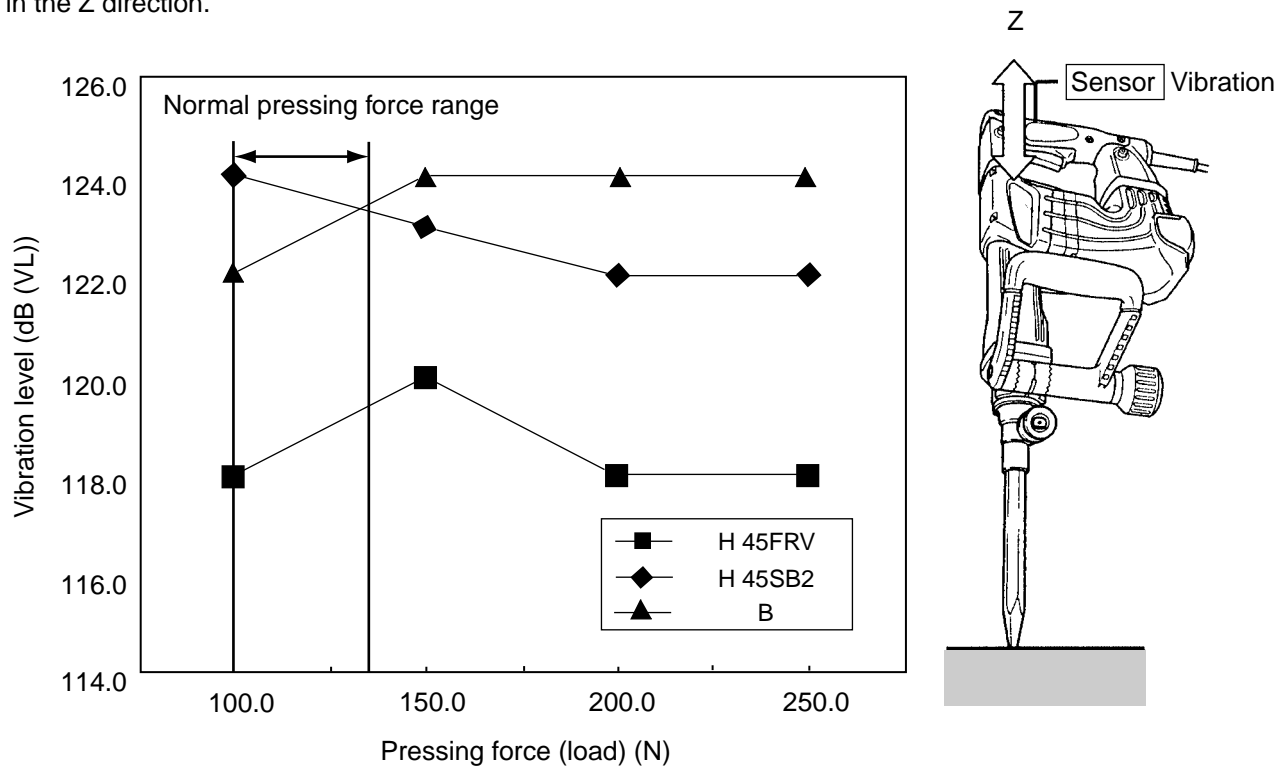 in the Z direction.
Z
Sensor Vibration
126.0
124.0
122.0
120.0
118.0
116.0
114.0
Vibration level (dB (VL))
Normal pressing force range
H 45FRV
H 45SB2
B
100.0 150.0 200.0 250.0
Pressing force (load) (N)